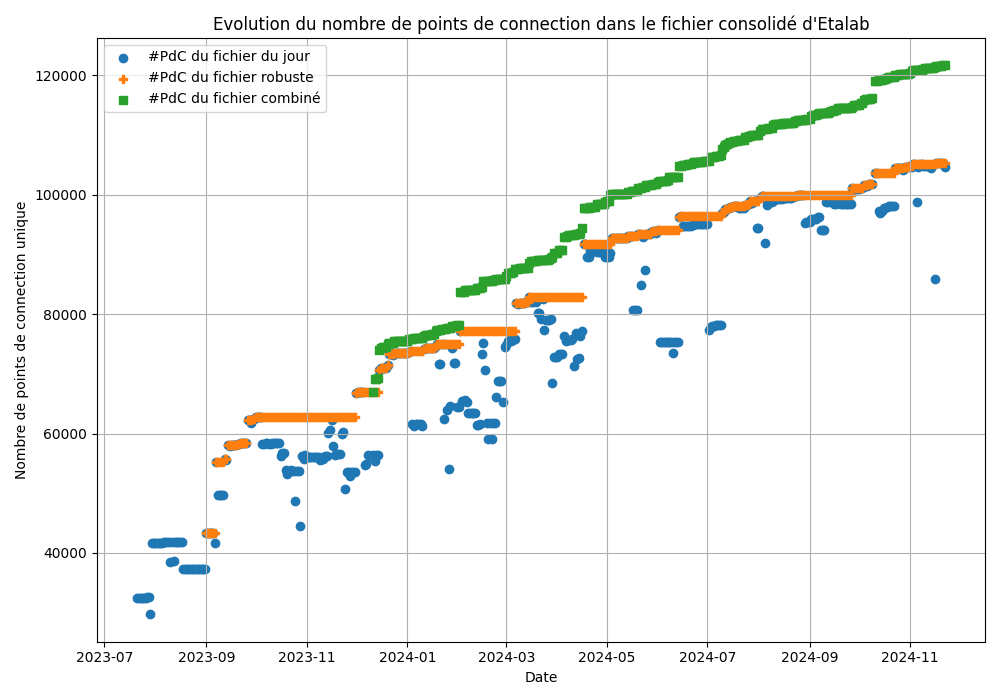 Evolution du nombre de points de connection dans le fichier consolidé d'Etalab
#PdC du fichier du jour
#PdC du fichier robuste
#PdC du fichier combiné
Nombre de points de connection unique
120000
100000
80000
60000
40000
2023-07 2023-09 2023-11 2024-01 2024-03 2024-05 2024-07 2024-09 2024-11
Date